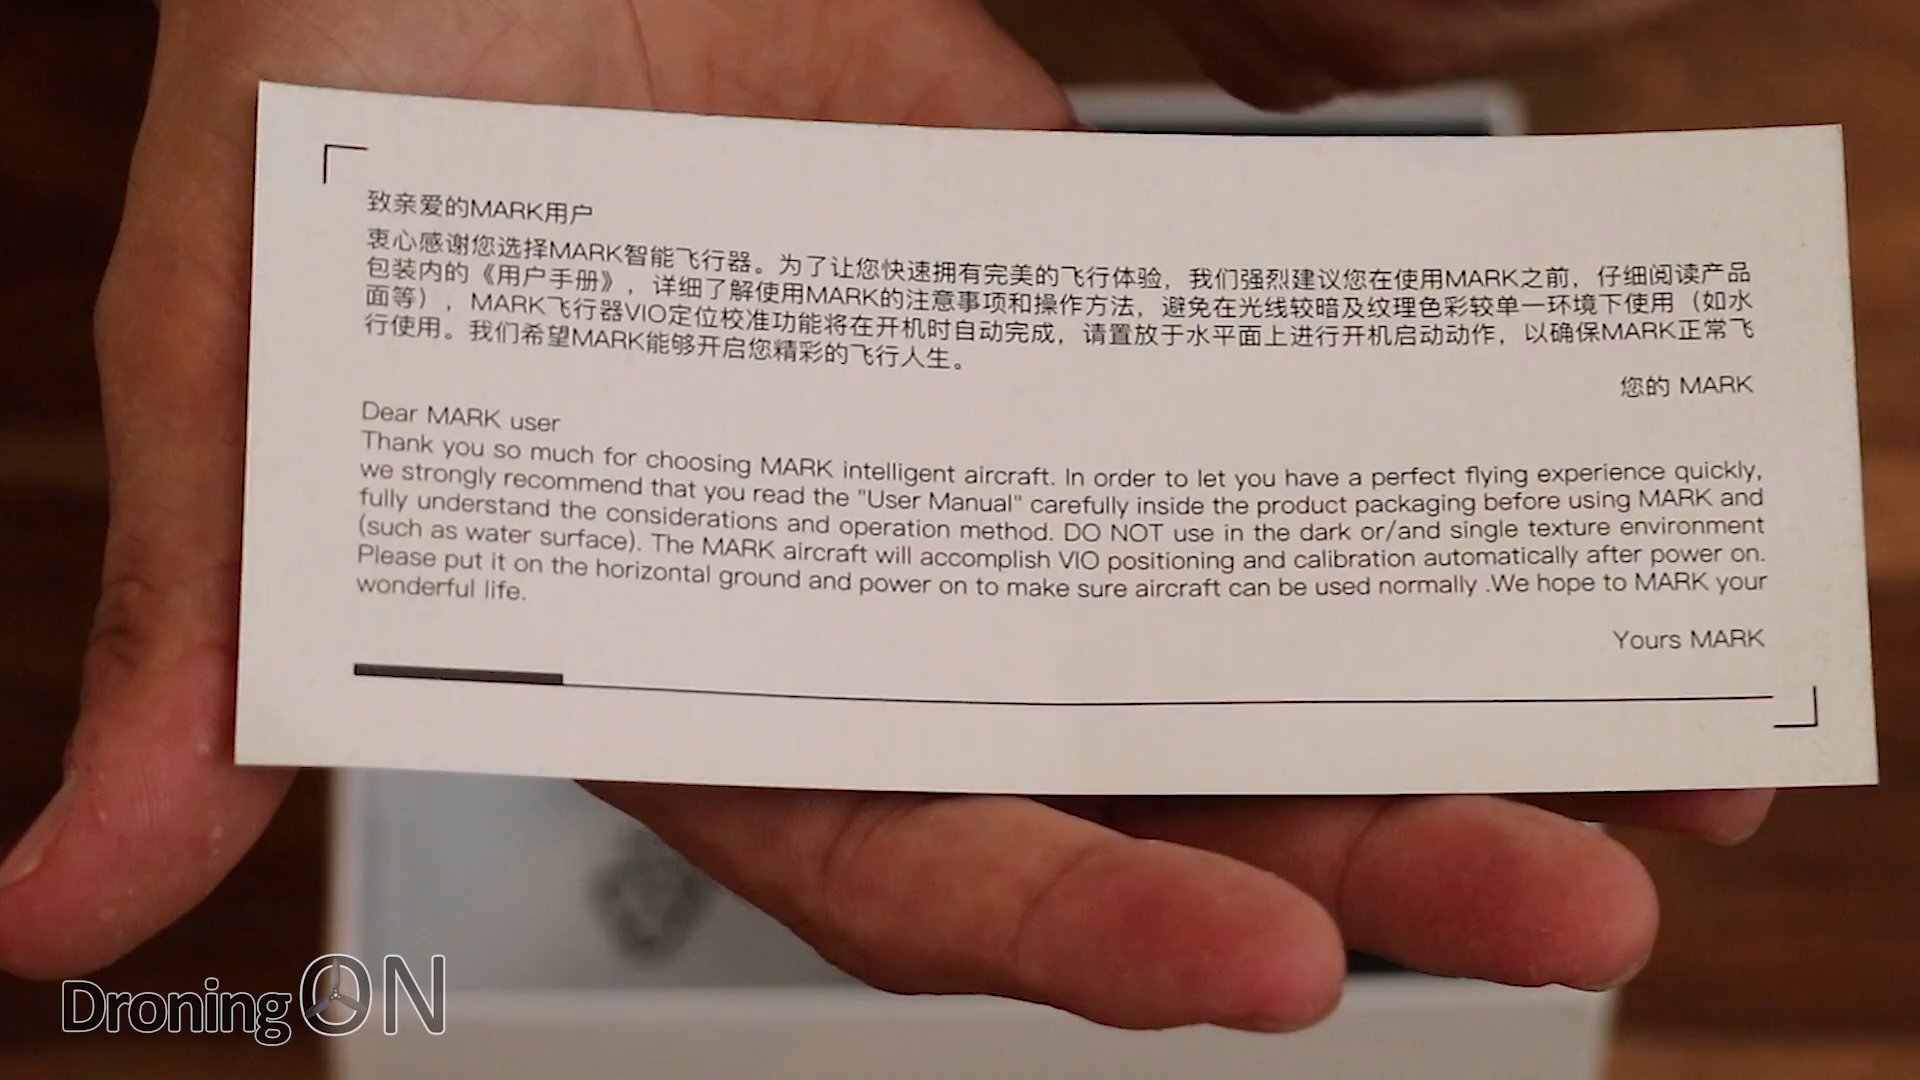 致亲爱的MARK用户
衷心感谢您选择MARK智能飞行器。为了让您快速拥有完美的飞行体验，我们强烈建议您在使用MARK之前，仔细阅读产品
包装内的《用户手册》，详细了解使用MARK的注意事项和操作方法，避免在光线较暗及纹理色彩较单一环境下使用（如水
面等），MARK飞行器VIO定位校准功能将在开机时自动完成，请置放于水平面上进行开机启动动作，以确保MARK正常飞
行使用。我们希望MARK能够开启您精彩的飞行人生。
您的 MARK
Dear MARK user
Thank you so much for choosing MARK intelligent aircraft. In order to let you have a perfect flying experience quickly,
we strongly recommend that you read the "User Manual" carefully inside the product packaging before using MARK and
fully understand the considerations and operation method. DO NOT use in the dark or/and single texture environment
(such as water surface). The MARK aircraft will accomplish VIO positioning and calibration automatically after power on.
Please put it on the horizontal ground and power on to make sure aircraft can be used normally .We hope to MARK your
wonderful life.
Yours MARK
DroningON